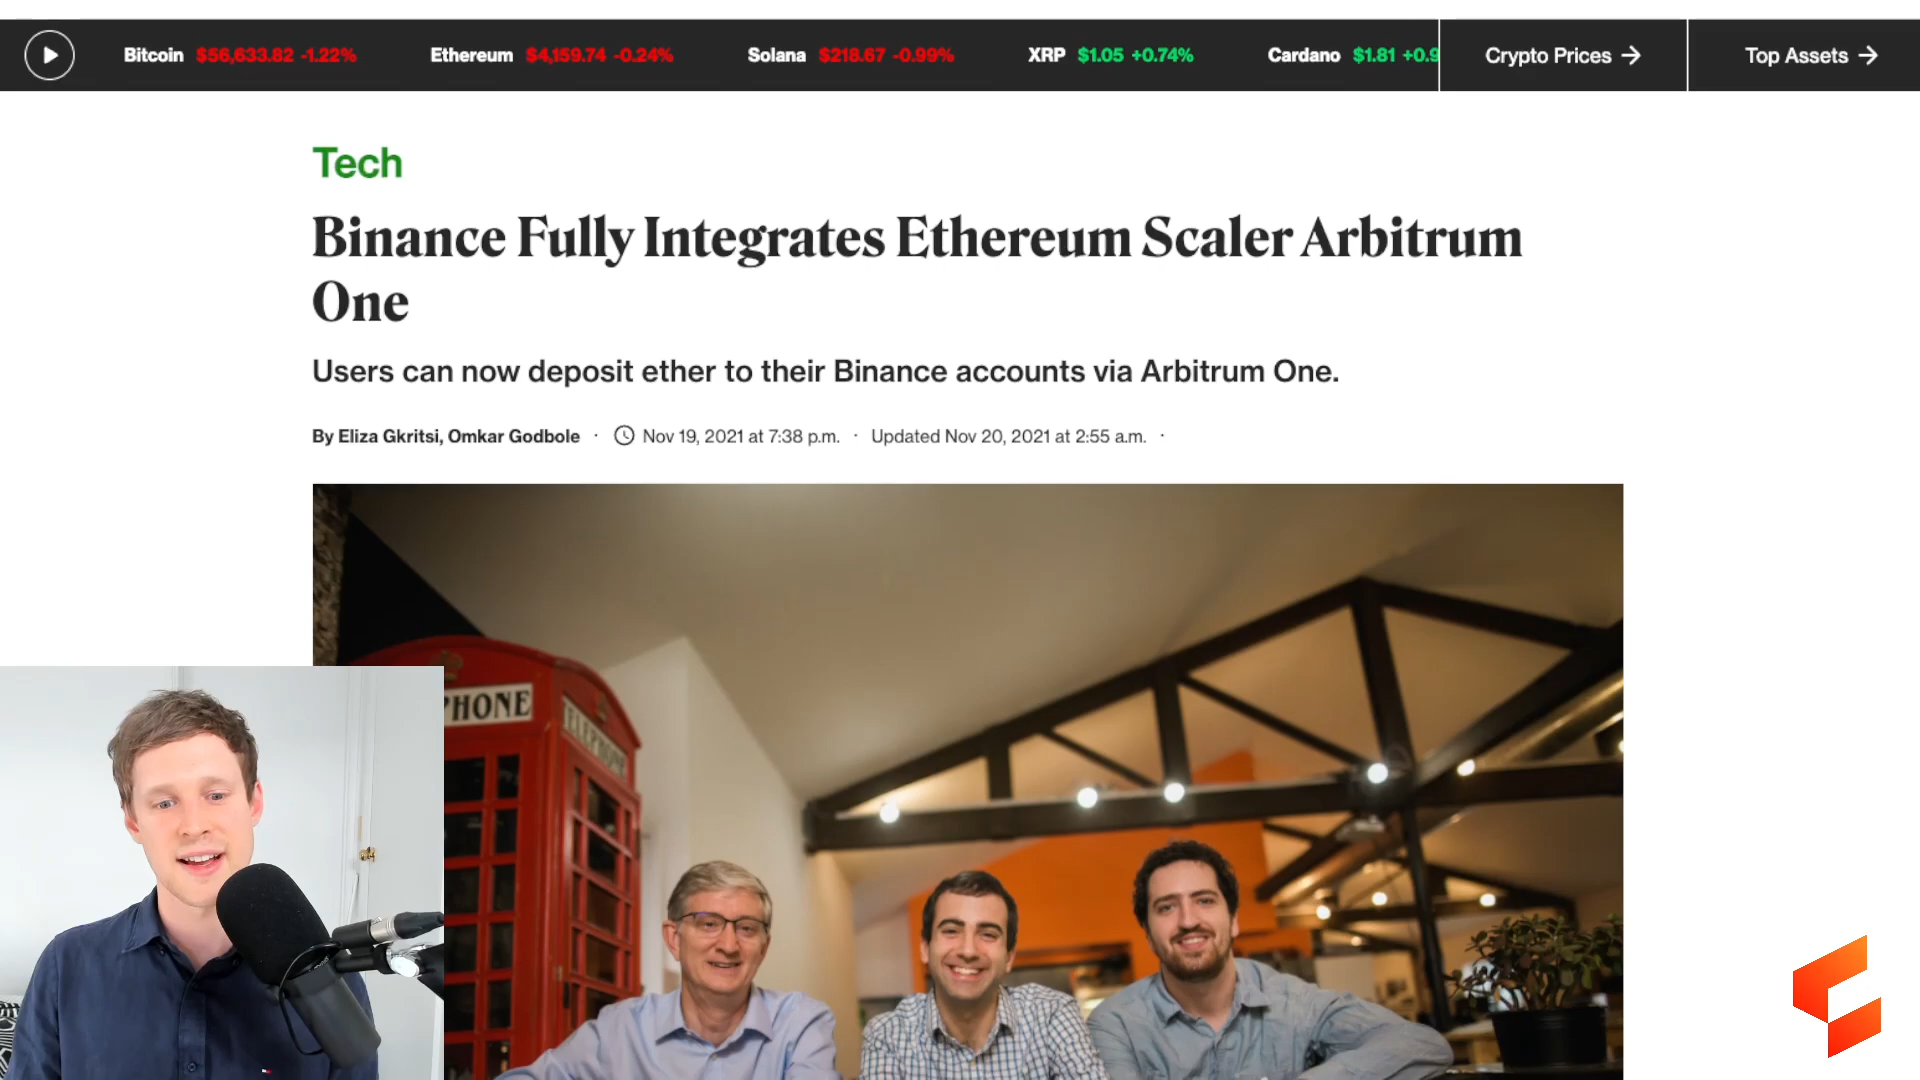 Bitcoin $56,633.82 -1.22% Ethereum $4,159.74 -0.24% Solana $218.67 -0.99% XRP $1.05 +0.74% Cardano $1.81 +0.9 Crypto Prices → Top Assets →
Tech
Binance Fully Integrates Ethereum Scaler Arbitrum
One
Users can now deposit ether to their Binance accounts via Arbitrum One.
By Eliza Gkritsi, Omkar Godbole · Nov 19, 2021 at 7:38 p.m. · Updated Nov 20, 2021 at 2:55 a.m. ·
PHONE
TELEPHONE